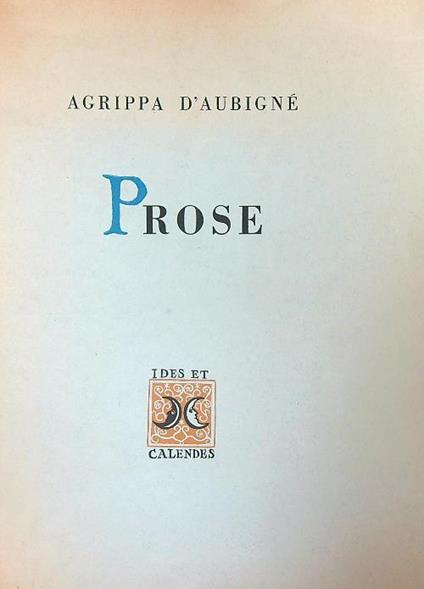 AGRIPPA D'AUBIGNÉ
PROSE
IDES ET
CALENDES